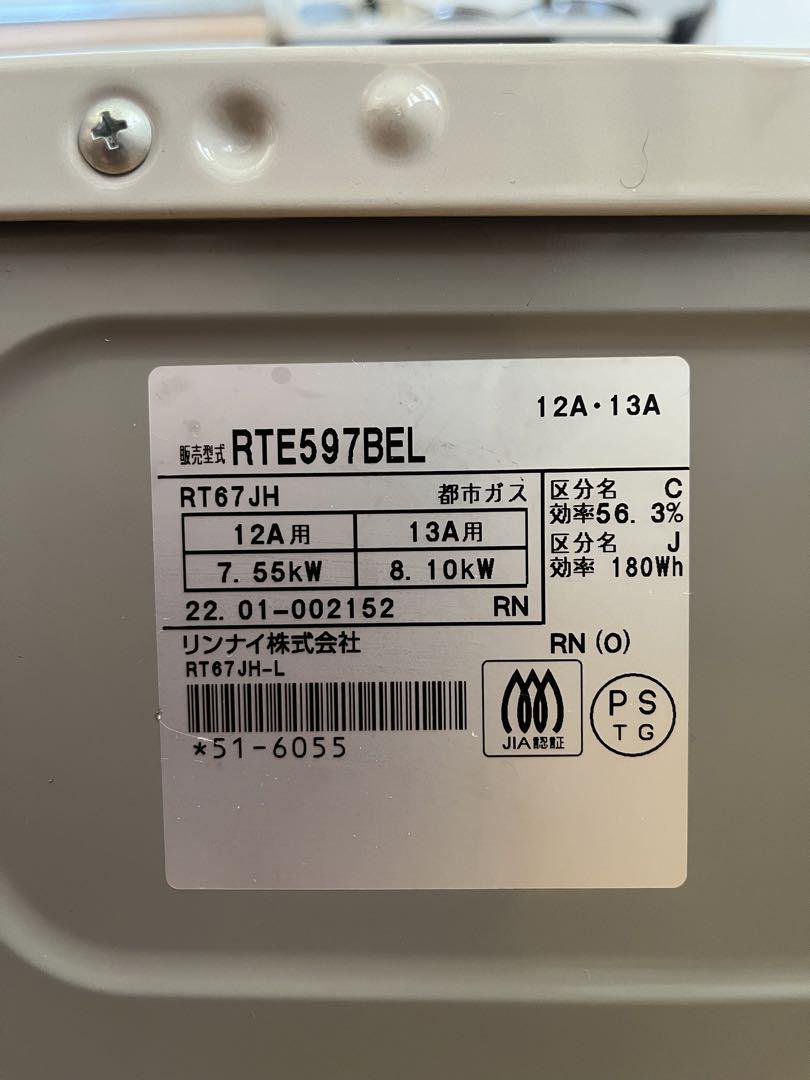 12A・13A
販売型式 RTE597BEL
RT67JH 都市ガス
12A用 13A用
7.55kW 8.10kW
22.01-002152 RN
区分名 C
効率56.3%
区分名 J
効率 180Wh
リンナイ株式会社 RN(O)
RT67JH-L
*51-6055
JIA認証
PS
TG